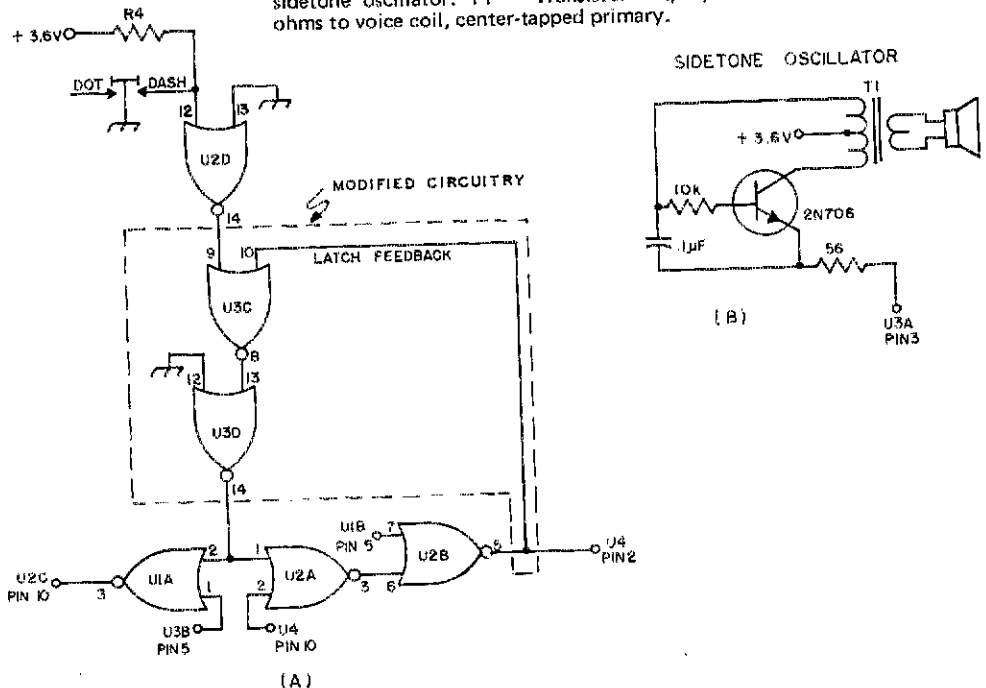 sidetone oscillator. T1
ohms to voice coil, center-tapped primary.
R4
+ 3.6V
DOT
DASH
12
13
U2D
14
MODIFIED CIRCUITRY
9
10
LATCH FEEDBACK
U3C
8
12
13
U3D
14
U1B
PIN 5
7
U2B
5
U4
PIN 2
6
2
1
U2A
3
U2C
PIN 10
3
U1A
1
2
U3B
PIN 5
U4
PIN 10
(A)
SIDETONE OSCILLATOR
T1
+ 3.6V
10k
2N706
.1µF
56
U3A
PIN 3
(B)